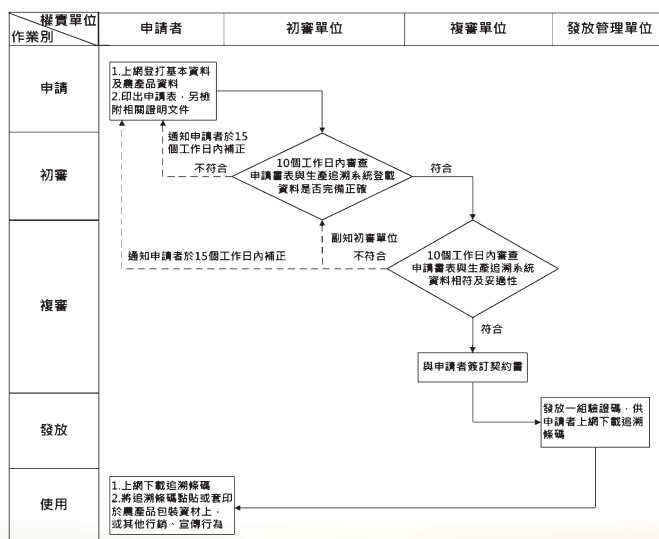 權責單位
作業別
申請者
初審單位
複審單位
發放管理單位
申請
1.上網登打基本資料
及農產品資料
2.印出申請表，另檢
附相關證明文件
初審
通知申請者於15
個工作日內補正
不符合
10個工作日內審查
申請書表與生產追溯系統登載
資料是否完備正確
符合
複審
副知初審單位
通知申請者於15個工作日內補正
不符合
10個工作日內審查
申請書表與生產追溯系統
資料相符及妥適性
符合
與申請者簽訂契約書
發放
發放一組驗證碼，供
申請者上網下載追溯
條碼
使用
1.上網下載追溯條碼
2.將追溯條碼黏貼或套印
於農產品包裝資材上，
或其他行銷、宣傳行為